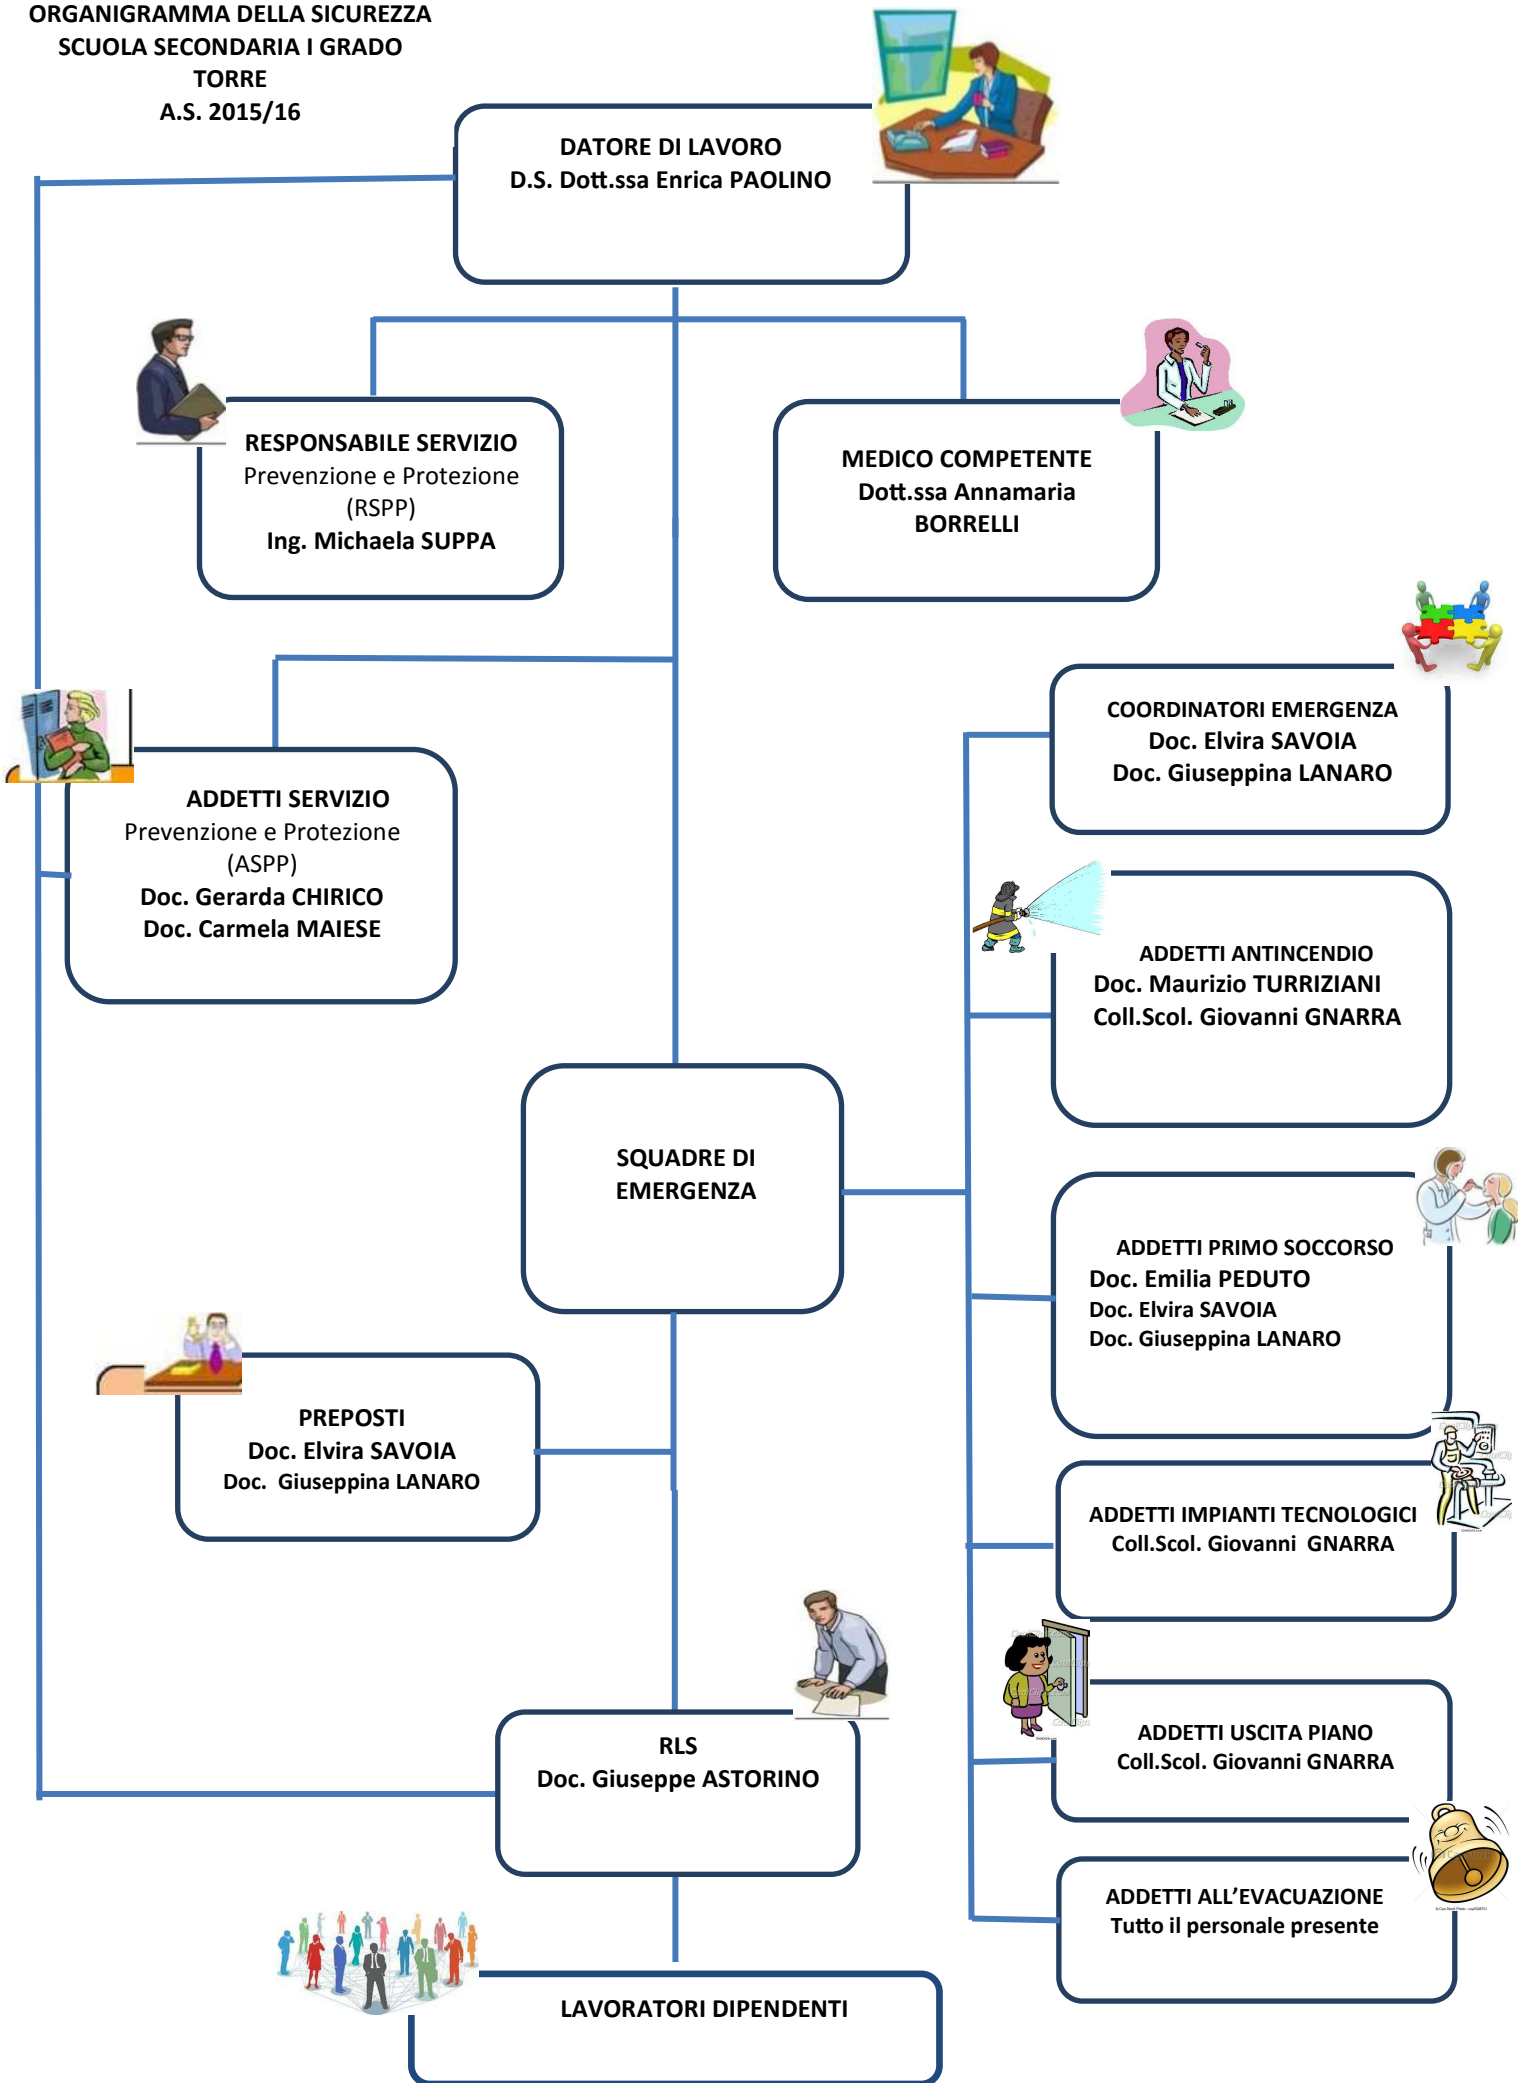 ORGANIGRAMMA DELLA SICUREZZA
SCUOLA SECONDARIA I GRADO
TORRE
A.S. 2015/16
DATORE DI LAVORO
D.S. Dott.ssa Enrica PAOLINO
RESPONSABILE SERVIZIO
Prevenzione e Protezione
(RSPP)
Ing. Michaela SUPPA
MEDICO COMPETENTE
Dott.ssa Annamaria
BORRELLI
COORDINATORI EMERGENZA
Doc. Elvira SAVOIA
Doc. Giuseppina LANARO
ADDETTI SERVIZIO
Prevenzione e Protezione
(ASPP)
Doc. Gerarda CHIRICO
Doc. Carmela MAIESE
ADDETTI ANTINCENDIO
Doc. Maurizio TURRIZIANI
Coll.Scol. Giovanni GNARRA
SQUADRE DI
EMERGENZA
ADDETTI PRIMO SOCCORSO
Doc. Emilia PEDUTO
Doc. Elvira SAVOIA
Doc. Giuseppina LANARO
PREPOSTI
Doc. Elvira SAVOIA
Doc.  Giuseppina LANARO
ADDETTI IMPIANTI TECNOLOGICI
Coll.Scol. Giovanni  GNARRA
RLS
Doc. Giuseppe ASTORINO
ADDETTI USCITA PIANO
Coll.Scol. Giovanni GNARRA
ADDETTI ALL’EVACUAZIONE
Tutto il personale presente
LAVORATORI DIPENDENTI